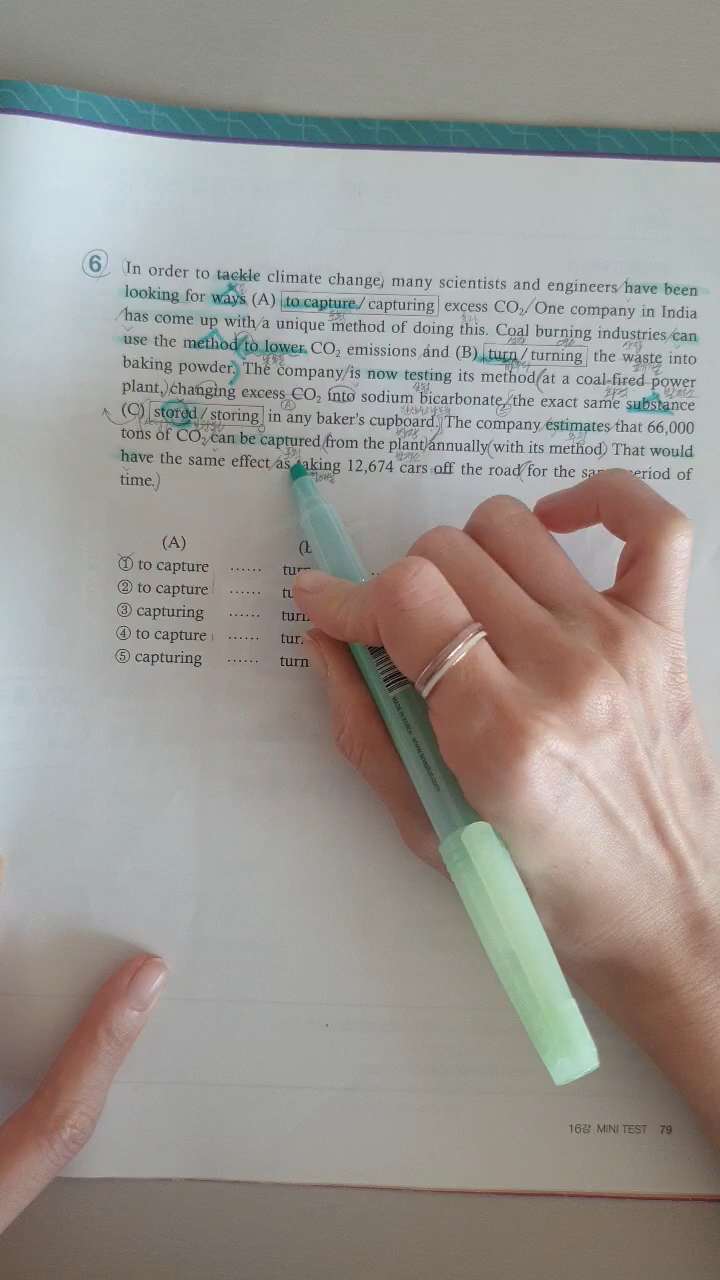 6 In order to tackle climate change, many scientists and engineers have been
looking for ways (A) to capture / capturing excess CO₂. One company in India
has come up with a unique method of doing this. Coal burning industries can
use the method to lower CO₂ emissions and (B) turn / turning the waste into
baking powder. The company is now testing its method at a coal-fired power
plant, changing excess CO₂ into sodium bicarbonate, the exact same substance
(C) stored / storing in any baker's cupboard. The company estimates that 66,000
tons of CO₂ can be captured from the plant annually with its method. That would
have the same effect as taking 12,674 cars off the road for the period of
time.
(A)
① to capture ……
② to capture ……
③ capturing ……
④ to capture ……
⑤ capturing …… turn
16강 MINI TEST 79